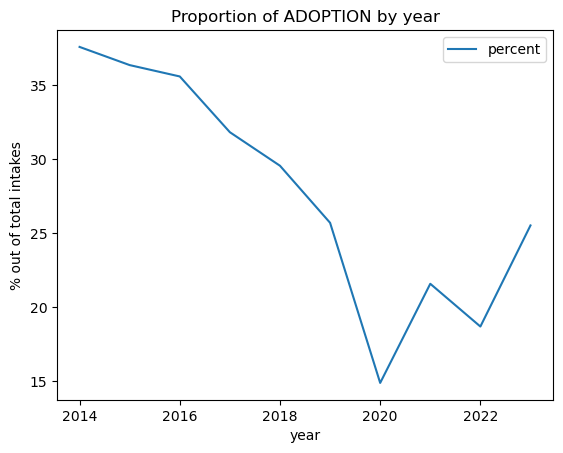 Proportion of ADOPTION by year
percent
% out of total intakes
35
30
25
20
15
2014 2016 2018 2020 2022
year